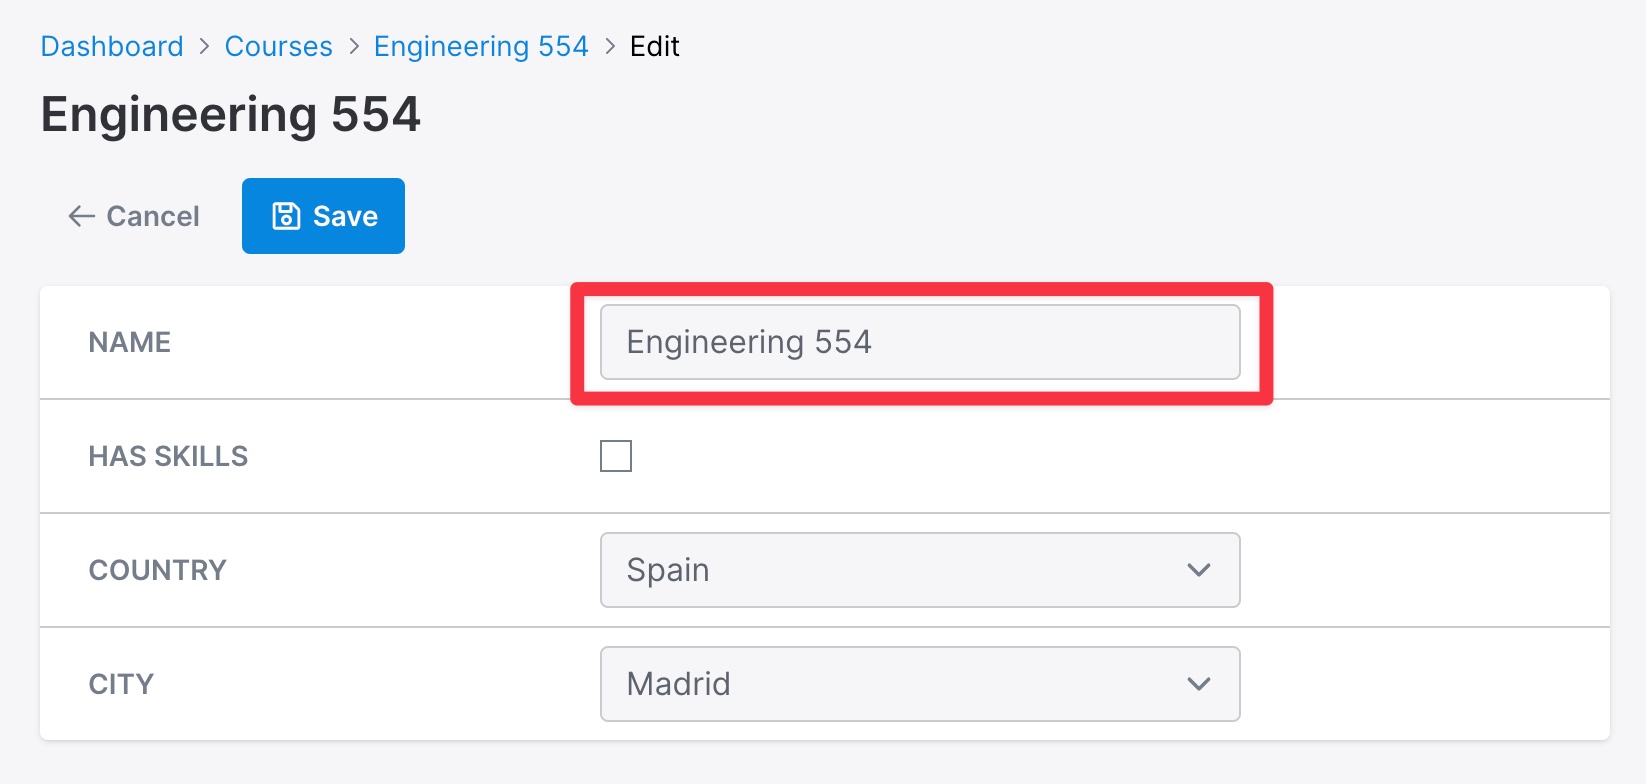 Dashboard > Courses > Engineering 554 > Edit
Engineering 554
Cancel Save
NAME Engineering 554
HAS SKILLS
COUNTRY Spain
CITY Madrid